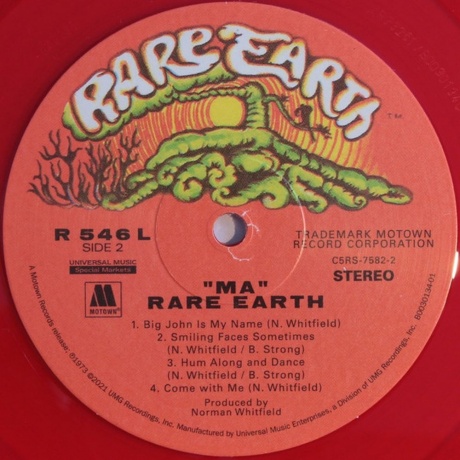 RARE EARTH
T.M.
R 546 L
SIDE 2
UNIVERSAL MUSIC
Special Markets
M
MOTOWN
TRADEMARK MOTOWN
RECORD CORPORATION
C5RS-7582-2
STEREO
"MA"
RARE EARTH
1. Big John Is My Name (N. Whitfield)
2. Smiling Faces Sometimes
(N. Whitfield / B. Strong)
3. Hum Along and Dance
(N. Whitfield / B. Strong)
4. Come with Me (N. Whitfield)
Produced by
Norman Whitfield
A Motown Records release, ℗1973 ©2021 UMG Recordings, Inc. Manufactured by Universal Music Enterprises, a Division of UMG Recordings, Inc. B0030134-01